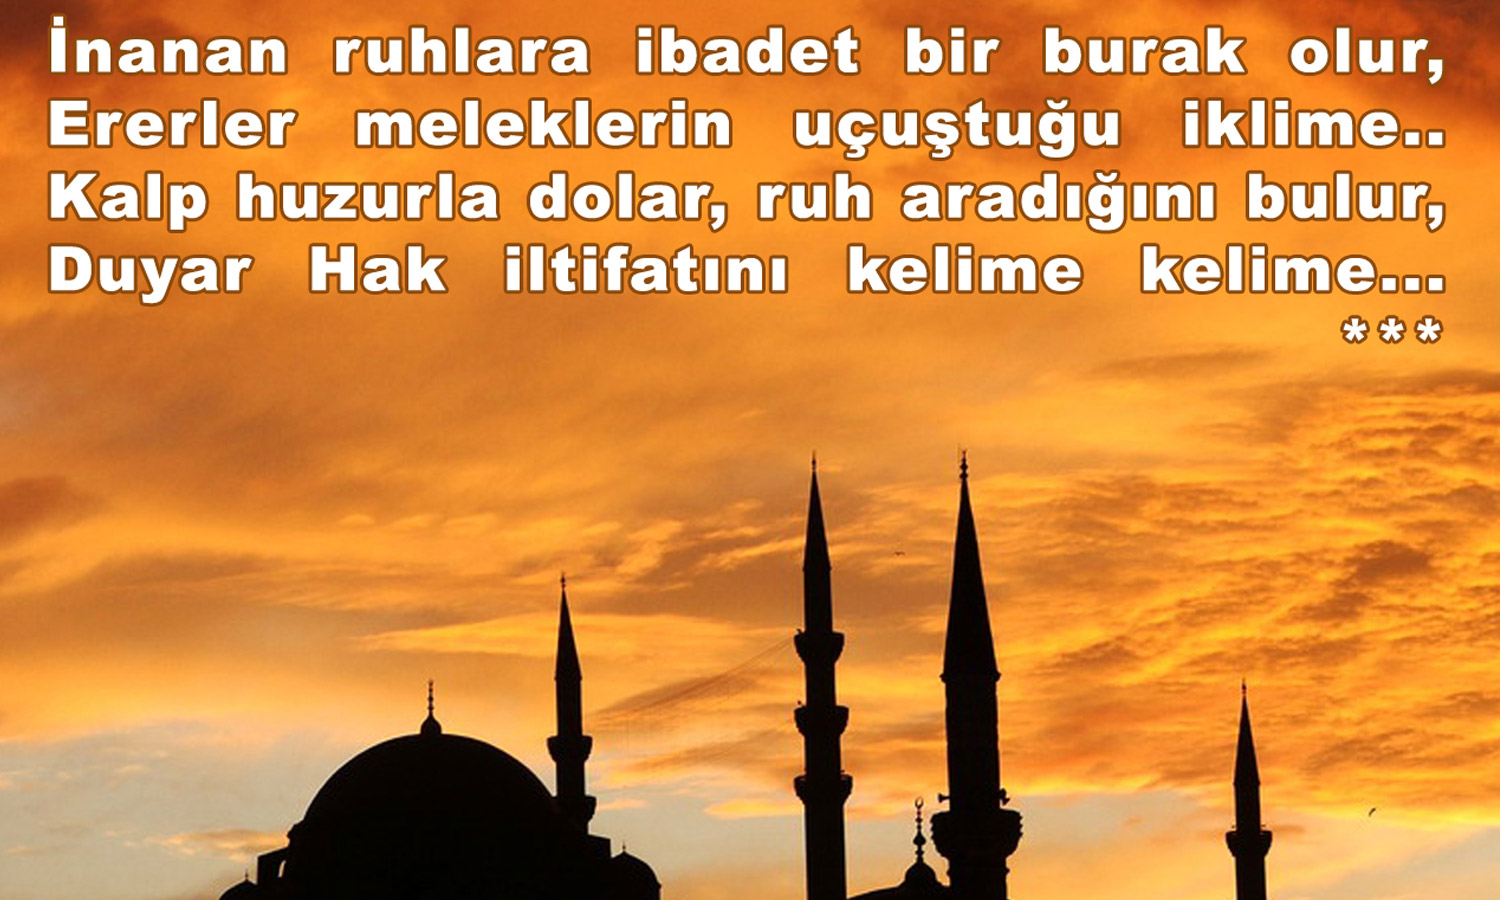 İnanan ruhlara ibadet bir burak olur,
Ererler meleklerin uçuştuğu iklime..
Kalp huzurla dolar, ruh aradığını bulur,
Duyar Hak iltifatını kelime kelime...
***